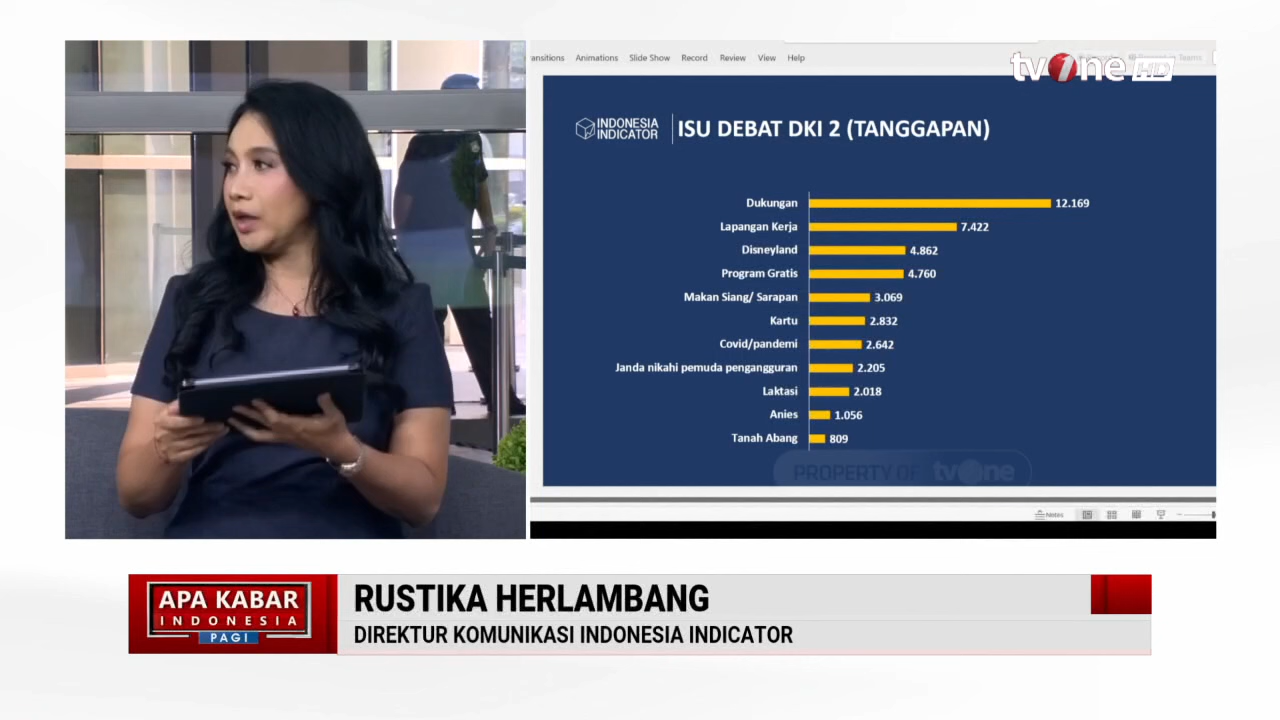 ransitions Animations Slide Show Record Review View Help
tvOne HD
INDONESIA
INDICATOR
ISU DEBAT DKI 2 (TANGGAPAN)
Dukungan 12.169
Lapangan Kerja 7.422
Disneyland 4.862
Program Gratis 4.760
Makan Siang/ Sarapan 3.069
Kartu 2.832
Covid/pandemi 2.642
Janda nikahi pemuda pengangguran 2.205
Laktasi 2.018
Anies 1.056
Tanah Abang 809
PROPERTY OF tvOne
Notes
APA KABAR
INDONESIA
PAGI
RUSTIKA HERLAMBANG
DIREKTUR KOMUNIKASI INDONESIA INDICATOR